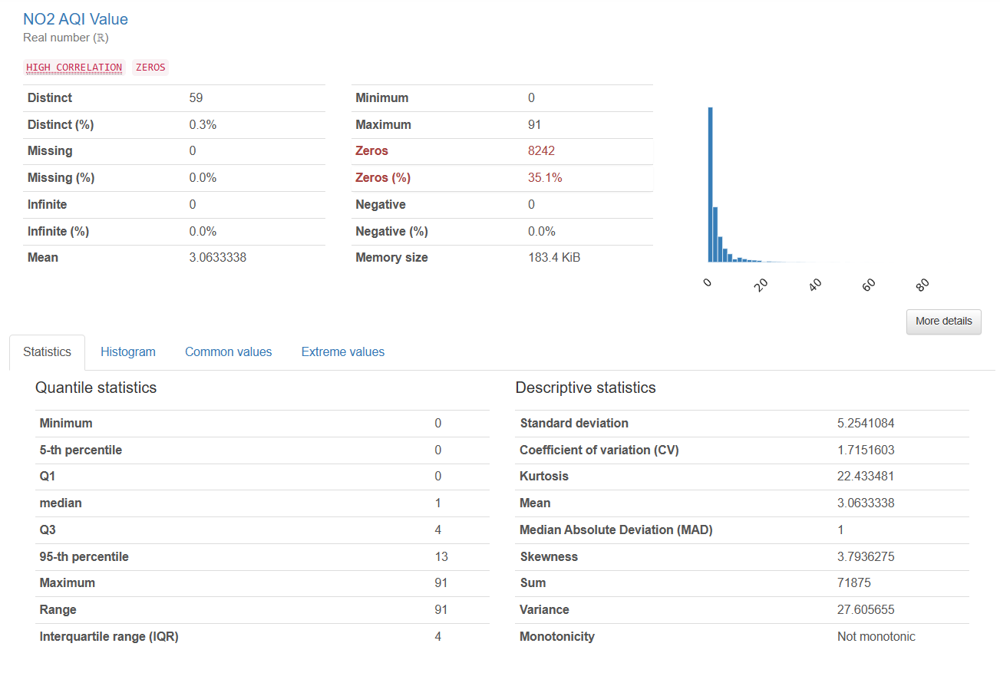 NO2 AQI Value
Real number (ℝ)
HIGH CORRELATION ZEROS
Distinct 59
Distinct (%) 0.3%
Missing 0
Missing (%) 0.0%
Infinite 0
Infinite (%) 0.0%
Mean 3.0633338
Minimum 0
Maximum 91
Zeros 8242
Zeros (%) 35.1%
Negative 0
Negative (%) 0.0%
Memory size 183.4 KiB
0 20 40 60 80
More details
Statistics Histogram Common values Extreme values
Quantile statistics
Minimum 0
5-th percentile 0
Q1 0
median 1
Q3 4
95-th percentile 13
Maximum 91
Range 91
Interquartile range (IQR) 4
Descriptive statistics
Standard deviation 5.2541084
Coefficient of variation (CV) 1.7151603
Kurtosis 22.433481
Mean 3.0633338
Median Absolute Deviation (MAD) 1
Skewness 3.7936275
Sum 71875
Variance 27.605655
Monotonicity Not monotonic